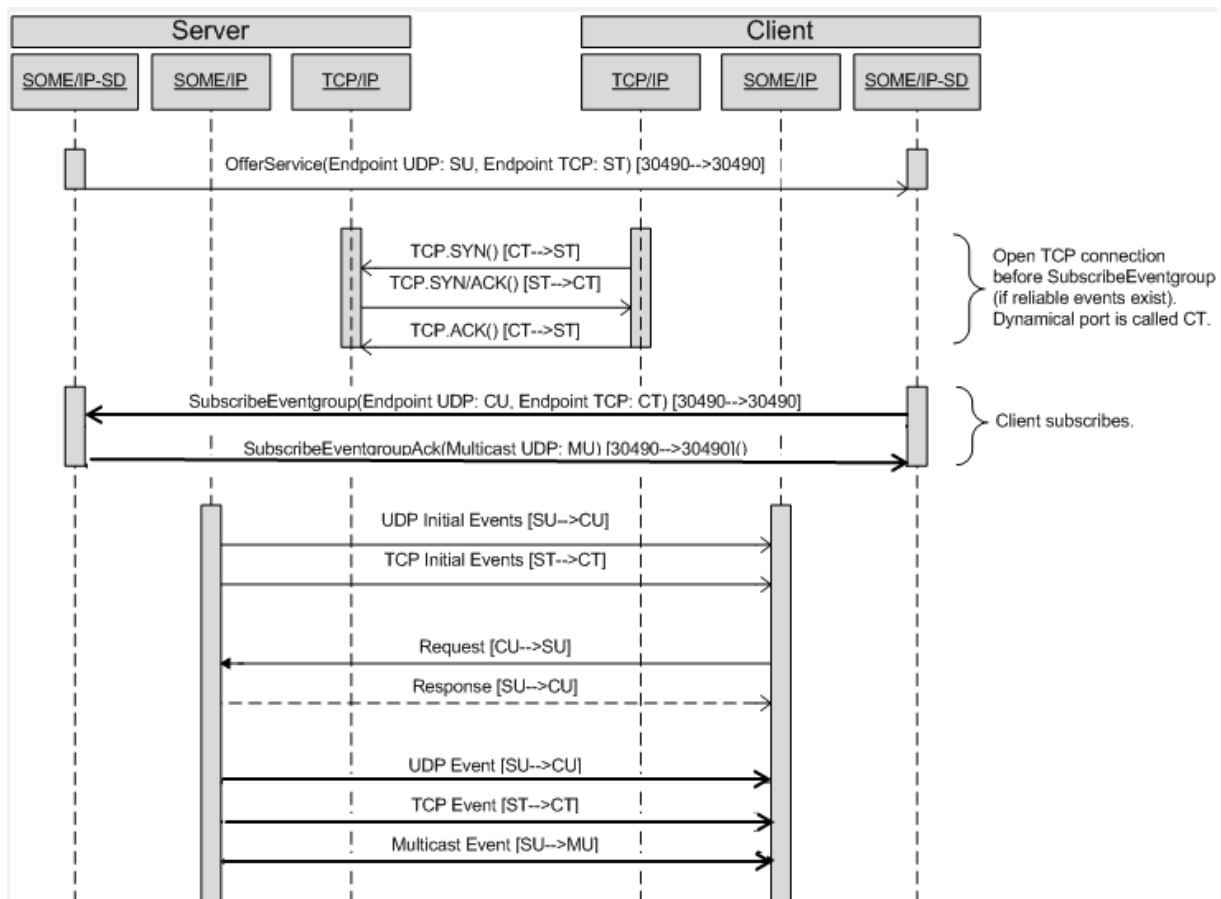 Server
Client
SOME/IP-SD
SOME/IP
TCP/IP
TCP/IP
SOME/IP
SOME/IP-SD
OfferService(Endpoint UDP: SU, Endpoint TCP: ST) [30490-->30490]
TCP.SYN() [CT-->ST]
TCP.SYN/ACK() [ST-->CT]
TCP.ACK() [CT-->ST]
Open TCP connection
before SubscribeEventgroup
(if reliable events exist).
Dynamical port is called CT.
SubscribeEventgroup(Endpoint UDP: CU, Endpoint TCP: CT) [30490-->30490]
SubscribeEventgroupAck(Multicast UDP: MU) [30490-->30490]()
Client subscribes.
UDP Initial Events [SU-->CU]
TCP Initial Events [ST-->CT]
Request [CU-->SU]
Response [SU-->CU]
UDP Event [SU-->CU]
TCP Event [ST-->CT]
Multicast Event [SU-->MU]